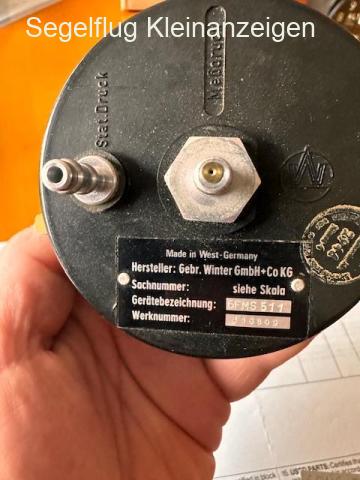 Segelflug Kleinanzeigen
Stat.Druck
Meßdruck
Made in West-Germany
Hersteller: Gebr. Winter GmbH+Co KG
Sachnummer: siehe Skala
Gerätebezeichnung: 6FMS 511
Werknummer: